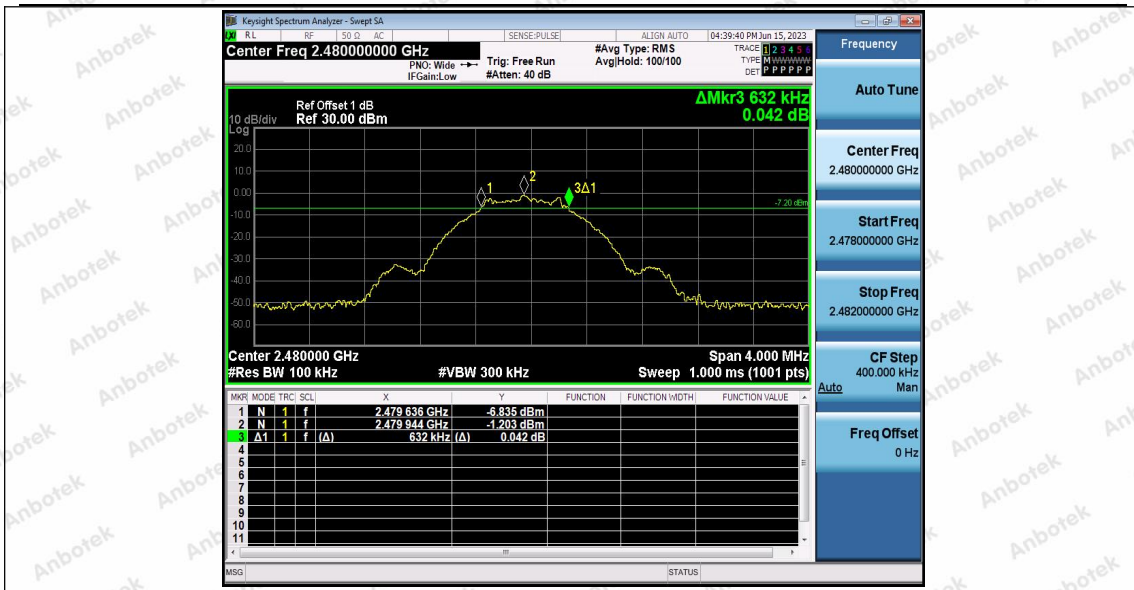 Keysight Spectrum Analyzer - Swept SA
LXI RL RF 50 Ω AC SENSE:PULSE ALIGN AUTO 04:39:40 PM Jun 15, 2023
Center Freq 2.480000000 GHz
PNO: Wide
IFGain:Low
Trig: Free Run
#Atten: 40 dB
#Avg Type: RMS
Avg|Hold: 100/100
TRACE 1 2 3 4 5 6
TYPE M W W W W W
DET P P P P P P
Frequency
ΔMkr3 632 kHz
0.042 dB
Ref Offset 1 dB
10 dB/div Ref 30.00 dBm
Log
20.0
10.0
0.00
-10.0
-20.0
-30.0
-40.0
-50.0
-60.0
1
2
3Δ1
-7.20 dBm
Center 2.480000 GHz Span 4.000 MHz
#Res BW 100 kHz #VBW 300 kHz Sweep 1.000 ms (1001 pts)
MKR MODE TRC SCL X Y FUNCTION FUNCTION WIDTH FUNCTION VALUE
1 N 1 f 2.479 636 GHz -6.835 dBm
2 N 1 f 2.479 944 GHz -1.203 dBm
3 Δ1 1 f (Δ) 632 kHz (Δ) 0.042 dB
4
5
6
7
8
9
10
11
MSG STATUS
Auto Tune
Center Freq
2.480000000 GHz
Start Freq
2.478000000 GHz
Stop Freq
2.482000000 GHz
CF Step
400.000 kHz
Auto Man
Freq Offset
0 Hz
Anbotek